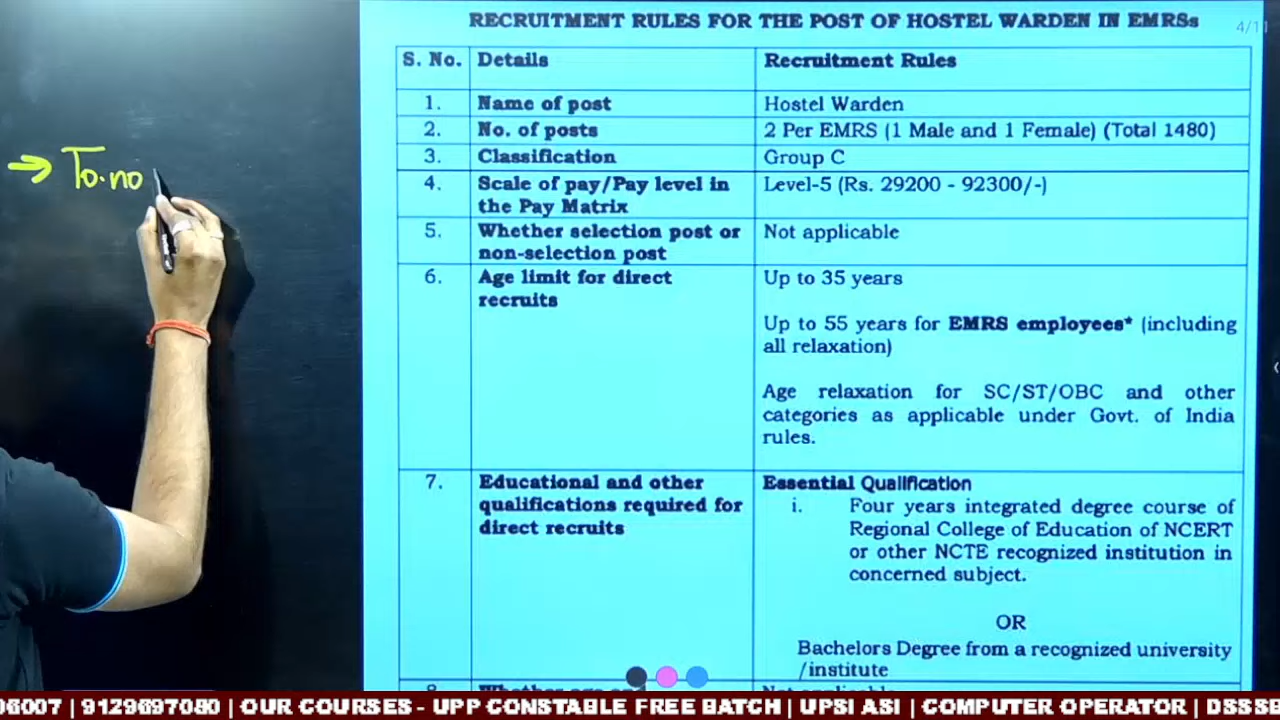 RECRUITMENT RULES FOR THE POST OF HOSTEL WARDEN IN EMRSs
4/11
S. No. Details Recruitment Rules
1. Name of post Hostel Warden
2. No. of posts 2 Per EMRS (1 Male and 1 Female) (Total 1480)
3. Classification Group C
4. Scale of pay/Pay level in Level-5 (Rs. 29200 - 92300/-)
the Pay Matrix
5. Whether selection post or Not applicable
non-selection post
6. Age limit for direct Up to 35 years
recruits
Up to 55 years for EMRS employees* (including
all relaxation)
Age relaxation for SC/ST/OBC and other
categories as applicable under Govt. of India
rules.
7. Educational and other Essential Qualification
qualifications required for i. Four years integrated degree course of
direct recruits Regional College of Education of NCERT
or other NCTE recognized institution in
concerned subject.
OR
Bachelors Degree from a recognized university
/institute
→ To.no
06007 | 9129697080 | OUR COURSES - UPP CONSTABLE FREE BATCH | UPSI ASI | COMPUTER OPERATOR | DSSSB